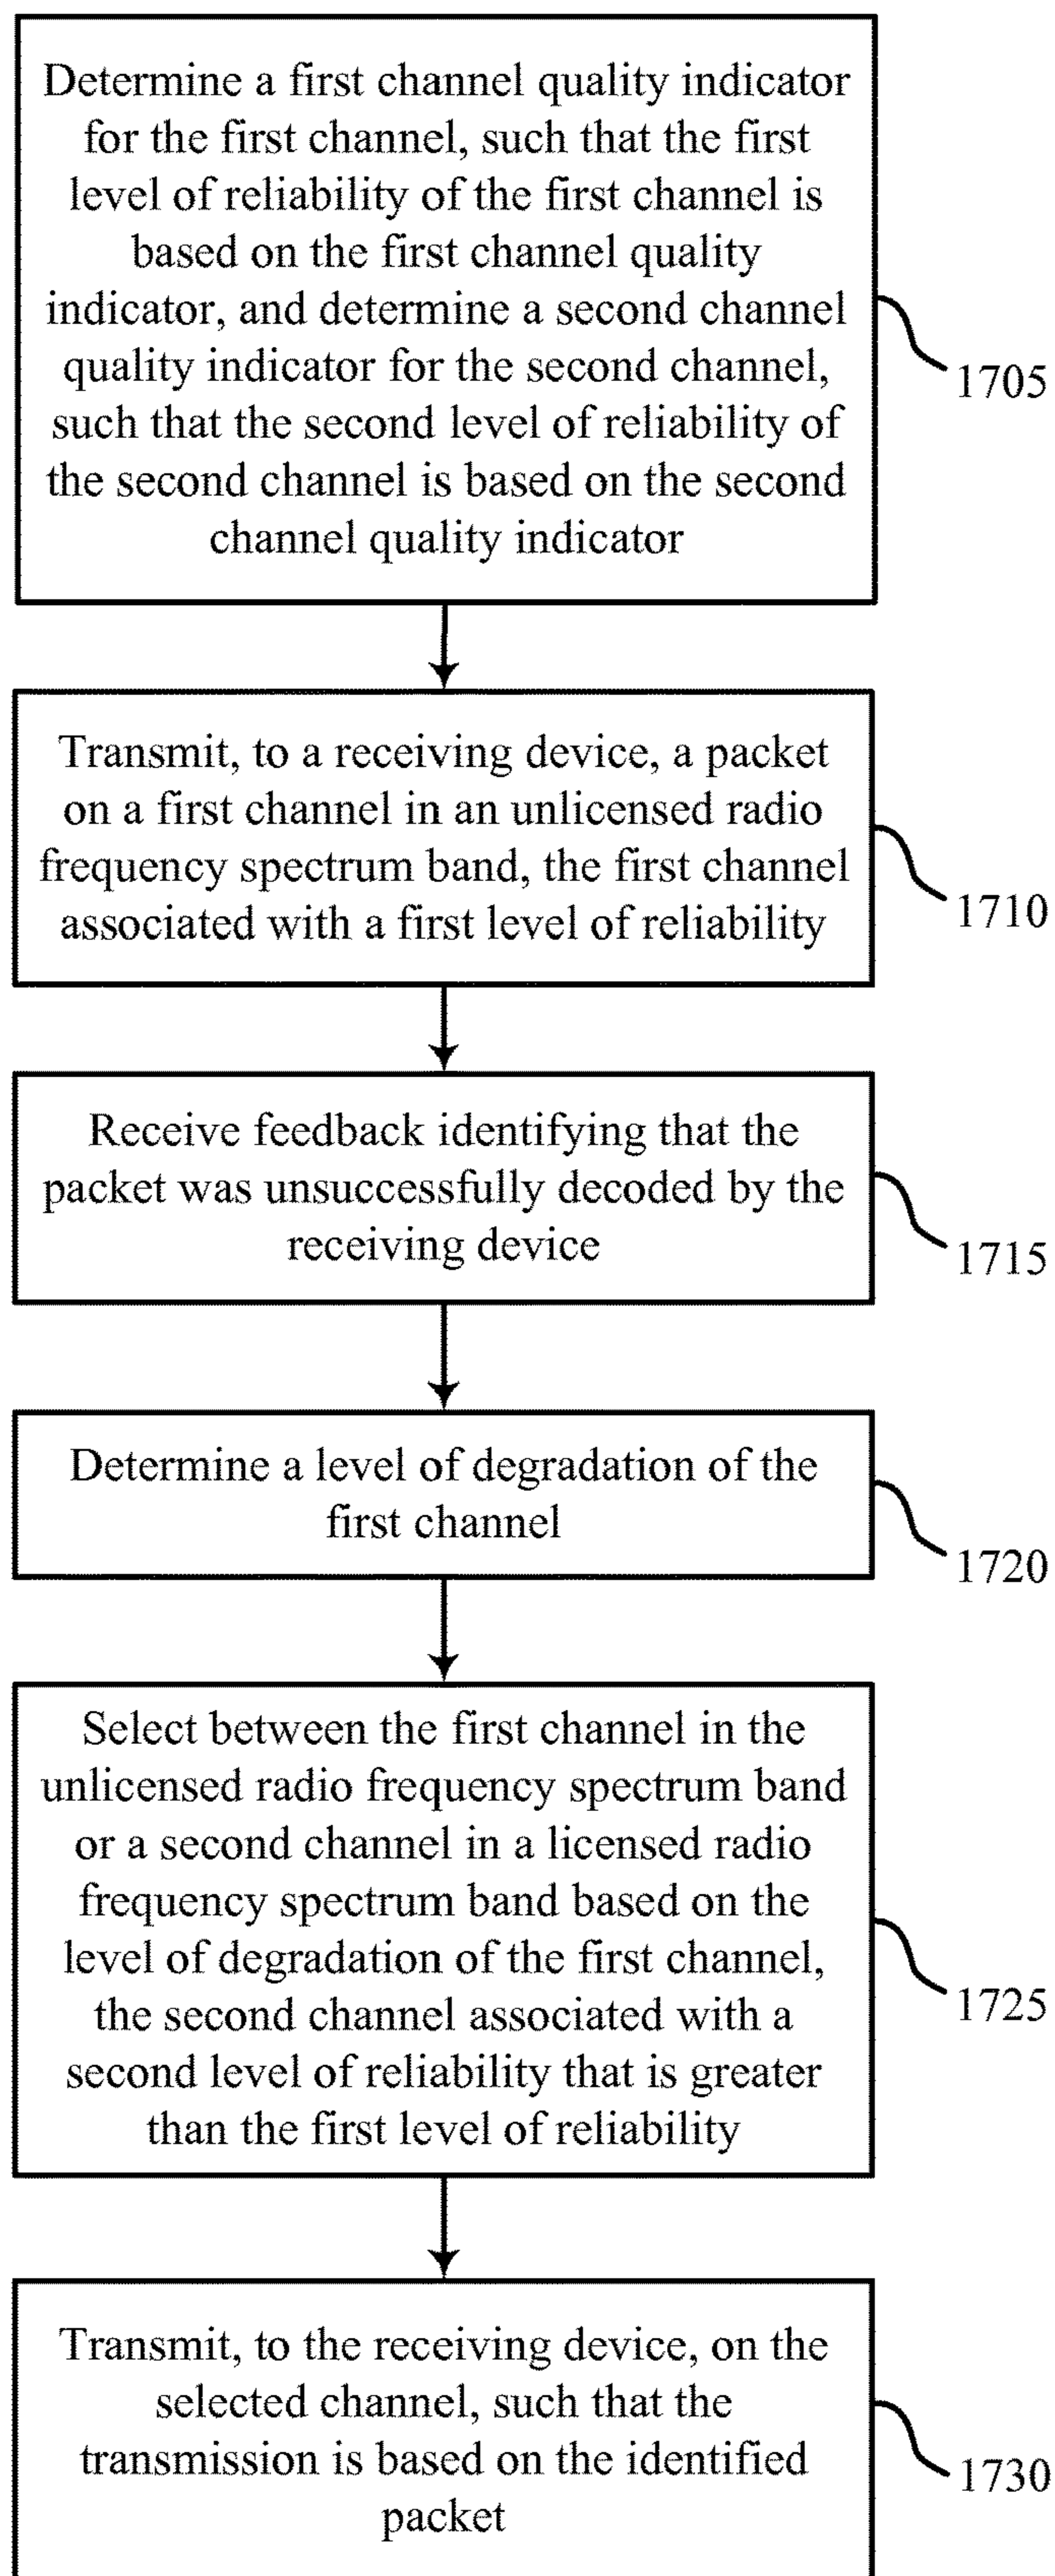 Determine a first channel quality indicator
for the first channel, such that the first
level of reliability of the first channel is
based on the first channel quality
indicator, and determine a second channel
quality indicator for the second channel,
such that the second level of reliability of
the second channel is based on the second
channel quality indicator
1705
Transmit, to a receiving device, a packet
on a first channel in an unlicensed radio
frequency spectrum band, the first channel
associated with a first level of reliability
1710
Receive feedback identifying that the
packet was unsuccessfully decoded by the
receiving device
1715
Determine a level of degradation of the
first channel
1720
Select between the first channel in the
unlicensed radio frequency spectrum band
or a second channel in a licensed radio
frequency spectrum band based on the
level of degradation of the first channel,
the second channel associated with a
second level of reliability that is greater
than the first level of reliability
1725
Transmit, to the receiving device, on the
selected channel, such that the
transmission is based on the identified
packet
1730